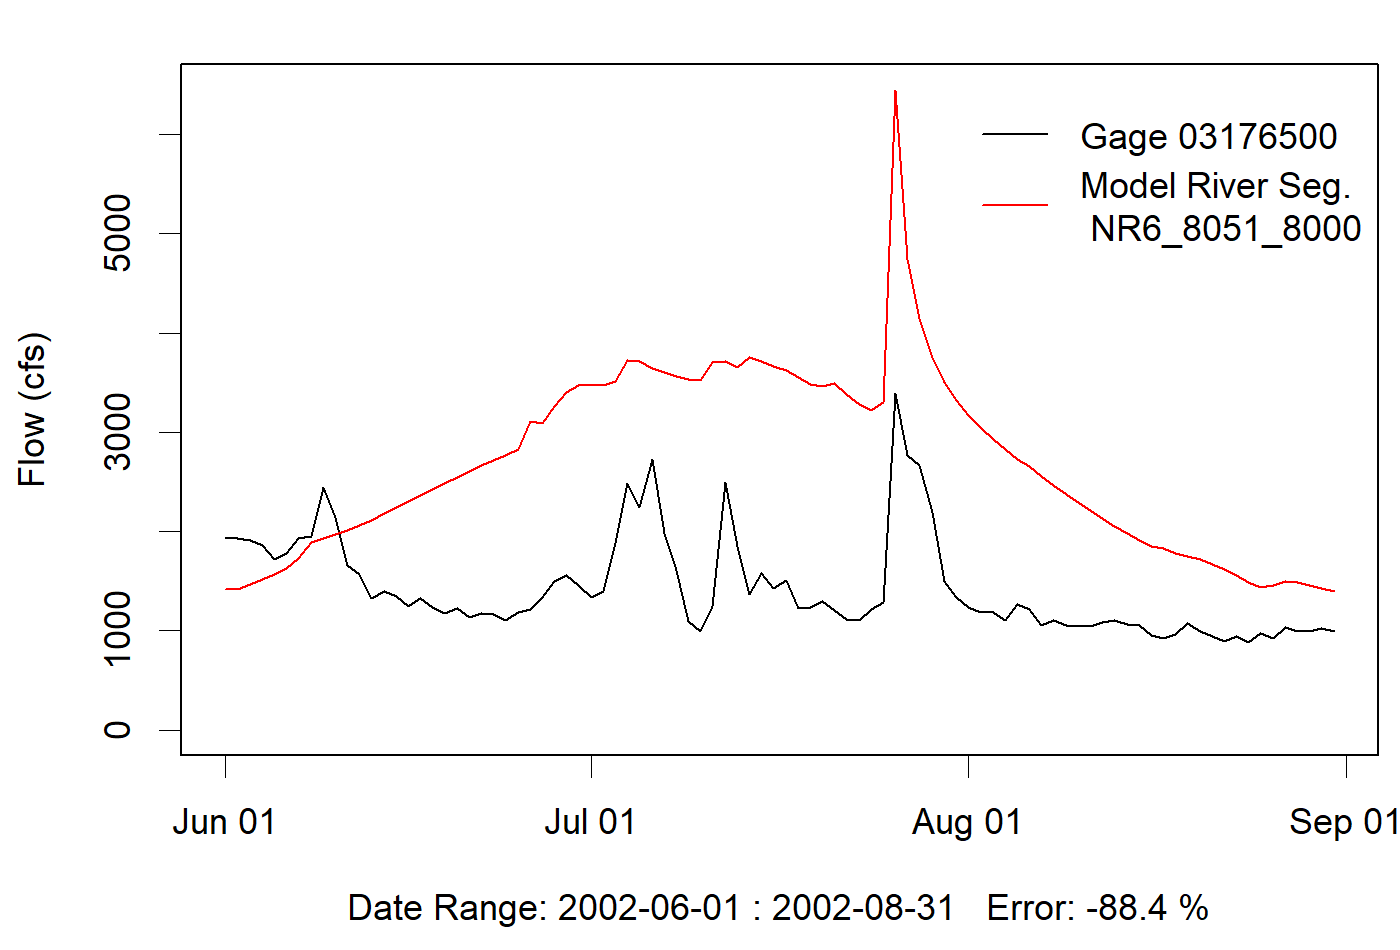 Gage 03176500
Model River Seg.
NR6_8051_8000
Flow (cfs)
5000
3000
1000
0
Jun 01
Jul 01
Aug 01
Sep 01
Date Range: 2002-06-01 : 2002-08-31 Error: -88.4 %